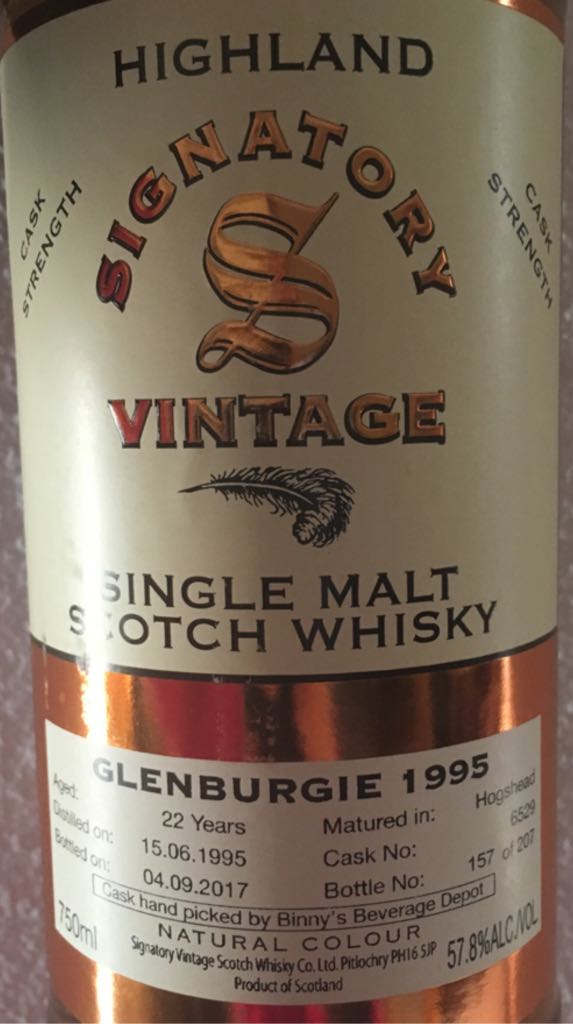 HIGHLAND
SIGNATORY
CASK
STRENGTH
CASK
STRENGTH
S
VINTAGE
SINGLE MALT
SCOTCH WHISKY
GLENBURGIE 1995
Aged: 22 Years Matured in: Hogshead
Distilled on: 15.06.1995 Cask No: 6529
Bottled on: 04.09.2017 Bottle No: 157 of 207
Cask hand picked by Binny's Beverage Depot
750ml NATURAL COLOUR 57.8%ALC./VOL
Signatory Vintage Scotch Whisky Co. Ltd. Pitlochry PH16 5JP
Product of Scotland